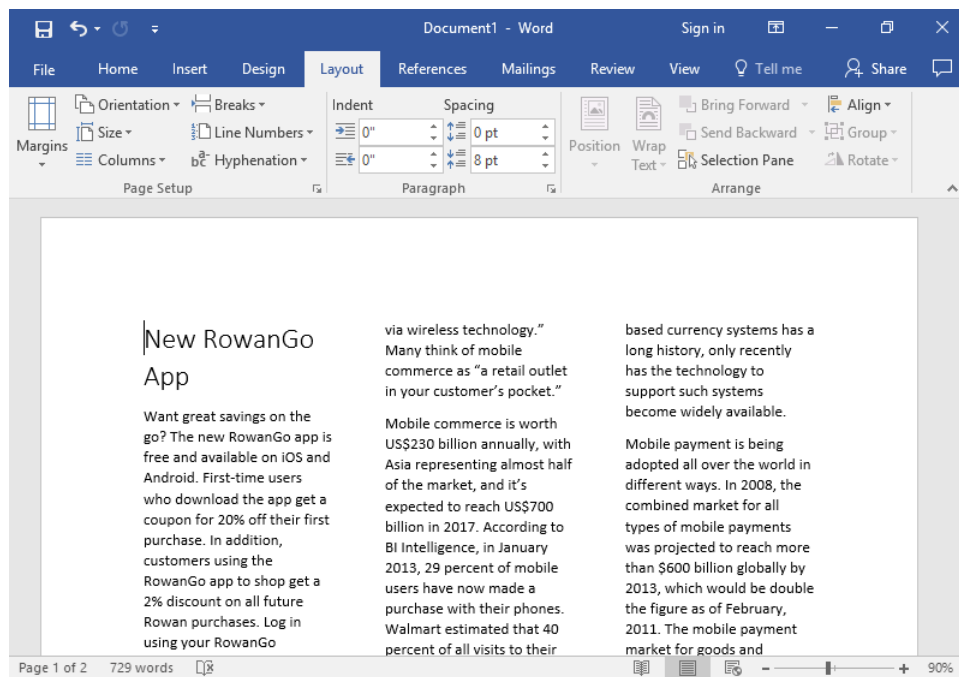 Document1 - Word
Sign in
File Home Insert Design Layout References Mailings Review View Tell me Share
Margins
Orientation
Size
Columns
Breaks
Line Numbers
Hyphenation
Page Setup
Indent
0"
0"
Spacing
0 pt
8 pt
Paragraph
Position
Wrap
Text
Bring Forward
Send Backward
Selection Pane
Align
Group
Rotate
Arrange
New RowanGo
App
Want great savings on the
go? The new RowanGo app is
free and available on iOS and
Android. First-time users
who download the app get a
coupon for 20% off their first
purchase. In addition,
customers using the
RowanGo app to shop get a
2% discount on all future
Rowan purchases. Log in
using your RowanGo
via wireless technology.”
Many think of mobile
commerce as “a retail outlet
in your customer’s pocket.”
Mobile commerce is worth
US$230 billion annually, with
Asia representing almost half
of the market, and it’s
expected to reach US$700
billion in 2017. According to
BI Intelligence, in January
2013, 29 percent of mobile
users have now made a
purchase with their phones.
Walmart estimated that 40
percent of all visits to their
based currency systems has a
long history, only recently
has the technology to
support such systems
become widely available.
Mobile payment is being
adopted all over the world in
different ways. In 2008, the
combined market for all
types of mobile payments
was projected to reach more
than $600 billion globally by
2013, which would be double
the figure as of February,
2011. The mobile payment
market for goods and
Page 1 of 2 729 words
90%